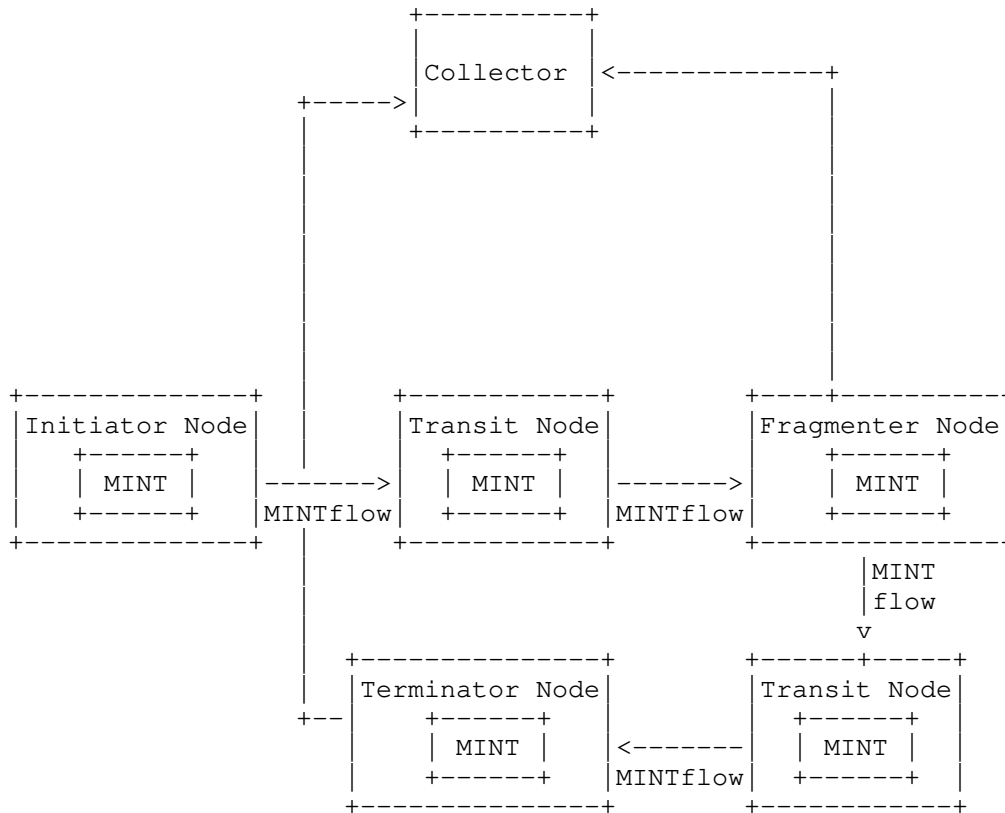 Collector
Initiator Node
Transit Node
Fragmenter Node
MINT
MINT
MINT
MINTflow
MINTflow
MINT
flow
Terminator Node
Transit Node
MINT
MINT
MINTflow